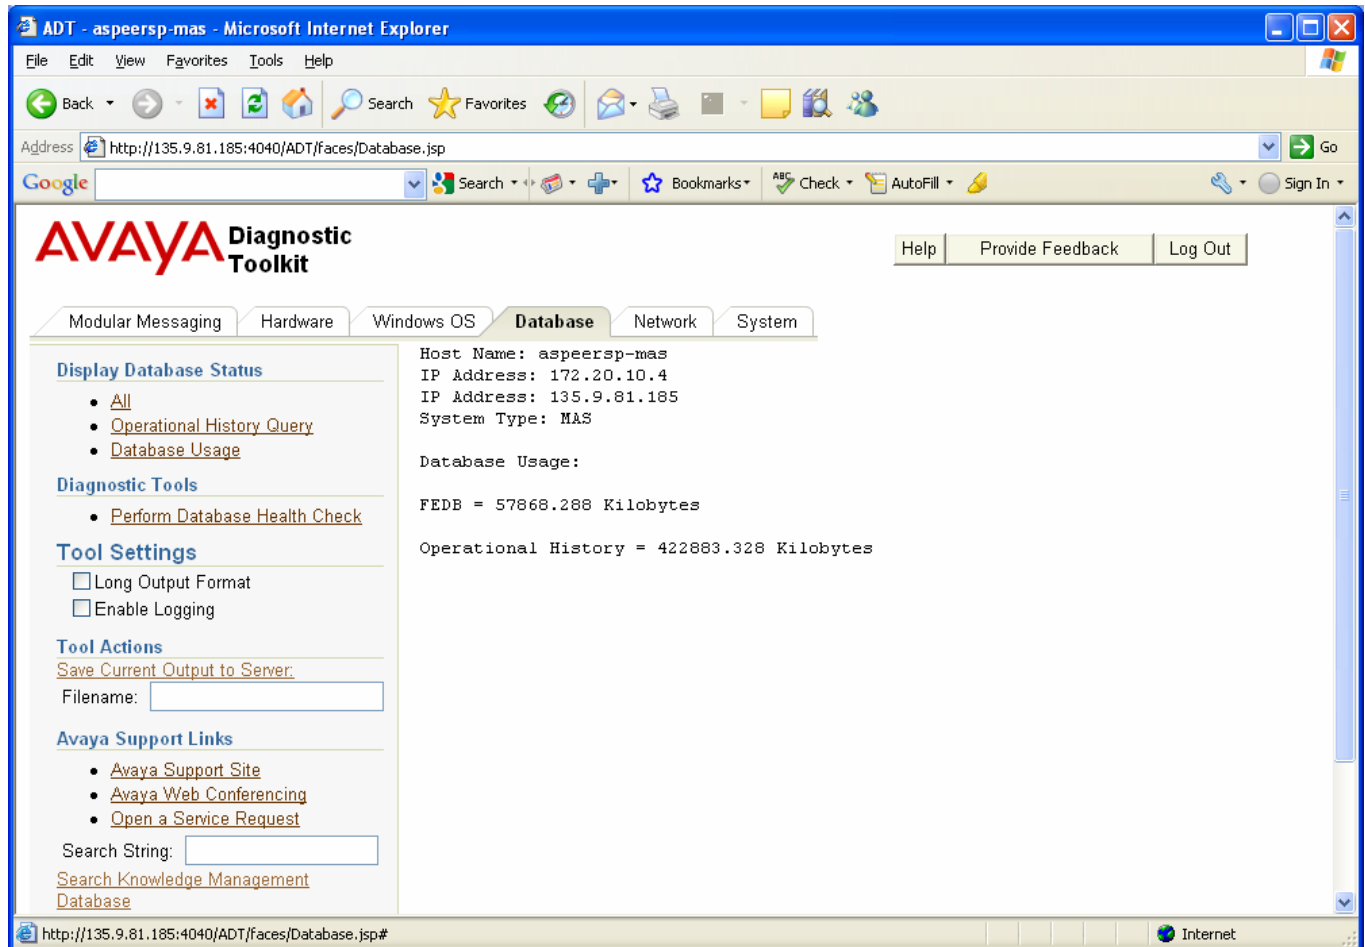 ADT - aspeersp-mas - Microsoft Internet Explorer
File Edit View Favorites Tools Help
Back Search Favorites
Address http://135.9.81.185:4040/ADT/faces/Database.jsp Go
Google Search Bookmarks ABC Check AutoFill Sign In
AVAYA Diagnostic Toolkit
Help Provide Feedback Log Out
Modular Messaging Hardware Windows OS Database Network System
Display Database Status
• All
• Operational History Query
• Database Usage
Diagnostic Tools
• Perform Database Health Check
Tool Settings
Long Output Format
Enable Logging
Tool Actions
Save Current Output to Server:
Filename:
Avaya Support Links
• Avaya Support Site
• Avaya Web Conferencing
• Open a Service Request
Search String:
Search Knowledge Management
Database
Host Name: aspeersp-mas
IP Address: 172.20.10.4
IP Address: 135.9.81.185
System Type: MAS
Database Usage:
FEDB = 57868.288 Kilobytes
Operational History = 422883.328 Kilobytes
http://135.9.81.185:4040/ADT/faces/Database.jsp# Internet